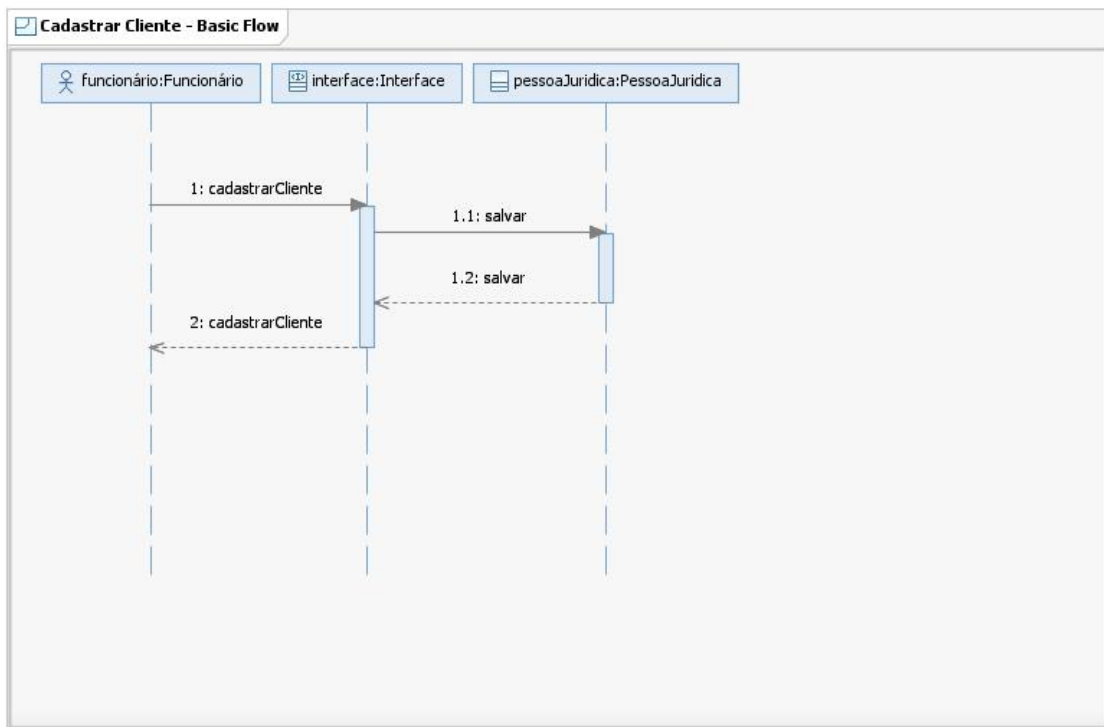 Cadastrar Cliente - Basic Flow
funcionário:Funcionário
interface:Interface
pessoaJuridica:PessoaJuridica
1: cadastrarCliente
1.1: salvar
1.2: salvar
2: cadastrarCliente